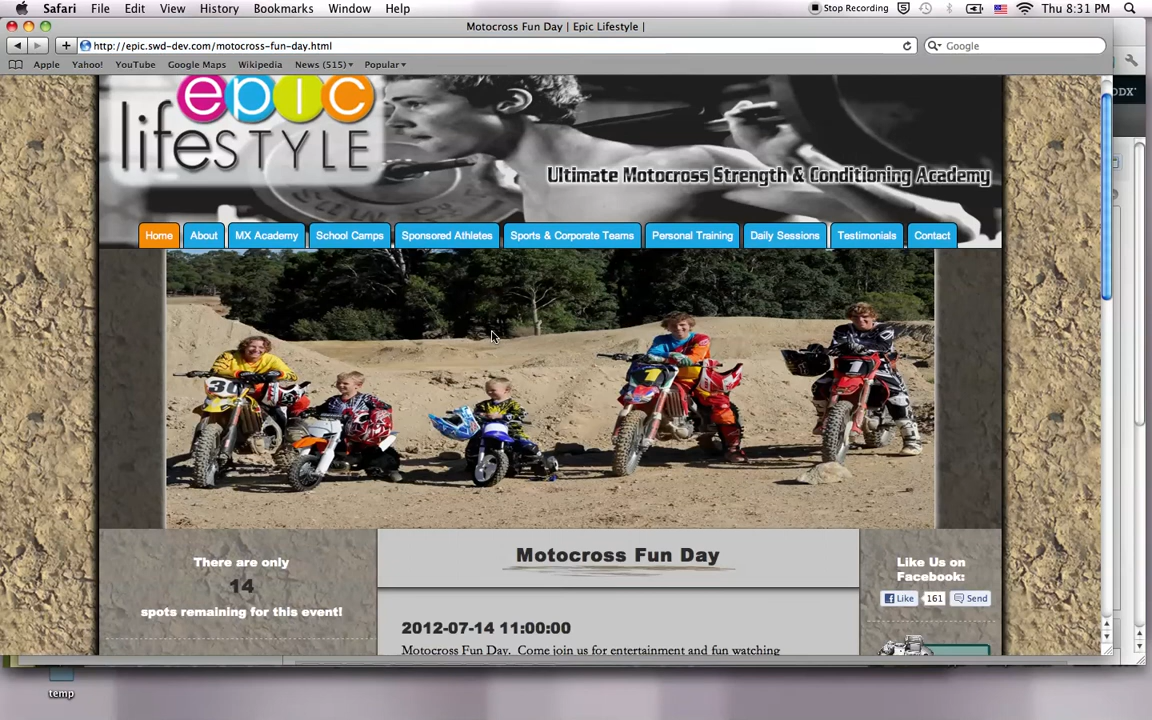 Safari File Edit View History Bookmarks Window Help Stop Recording Thu 8:31 PM
Motocross Fun Day | Epic Lifestyle |
http://epic.swd-dev.com/motocross-fun-day.html Google
Apple Yahoo! YouTube Google Maps Wikipedia News (515) Popular
epic
lifeSTYLE
Ultimate Motocross Strength & Conditioning Academy
Home About MX Academy School Camps Sponsored Athletes Sports & Corporate Teams Personal Training Daily Sessions Testimonials Contact
There are only
14
spots remaining for this event!
Motocross Fun Day
2012-07-14 11:00:00
Motocross Fun Day. Come join us for entertainment and fun watching
Like Us on
Facebook:
Like 161 Send
temp